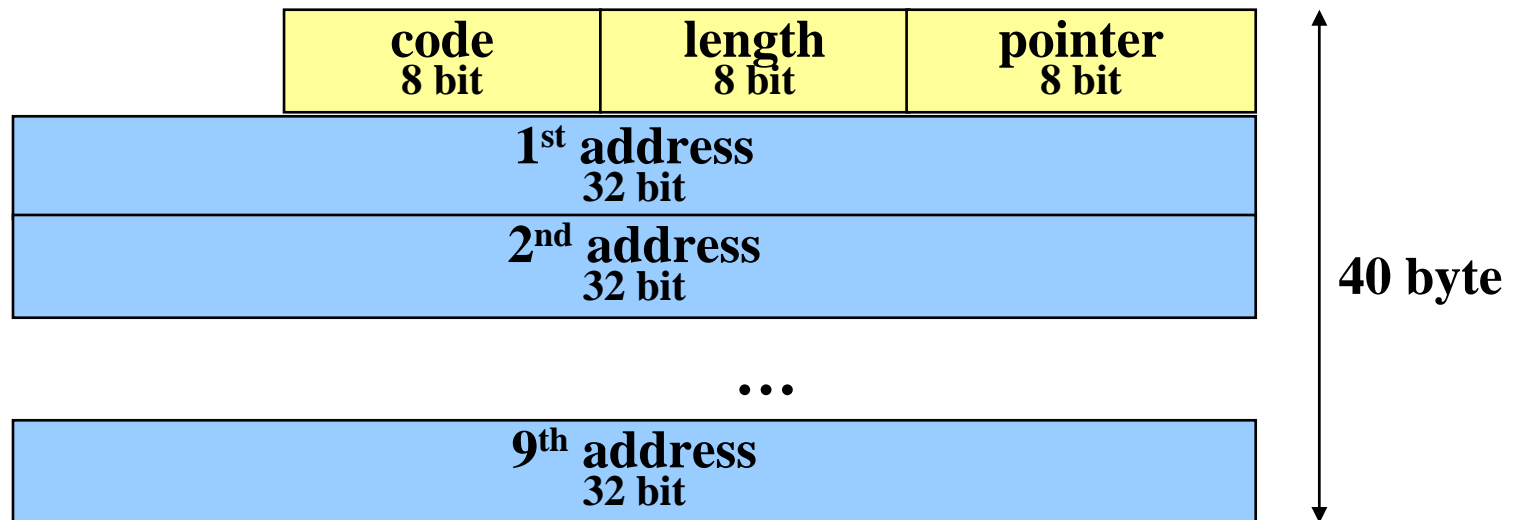 code length pointer
8 bit 8 bit 8 bit
1st address
32 bit
2nd address
32 bit
40 byte
...
9th address
32 bit